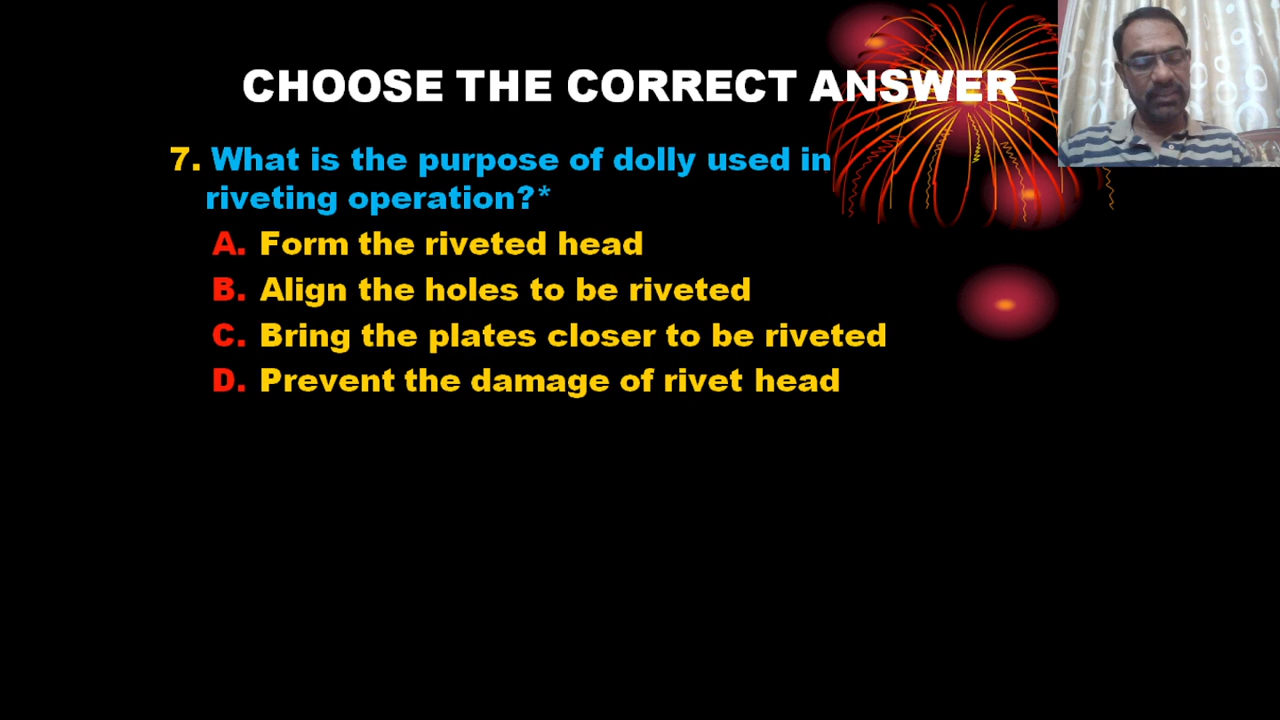 CHOOSE THE CORRECT ANSWER
7. What is the purpose of dolly used in
riveting operation?*
A. Form the riveted head
B. Align the holes to be riveted
C. Bring the plates closer to be riveted
D. Prevent the damage of rivet head